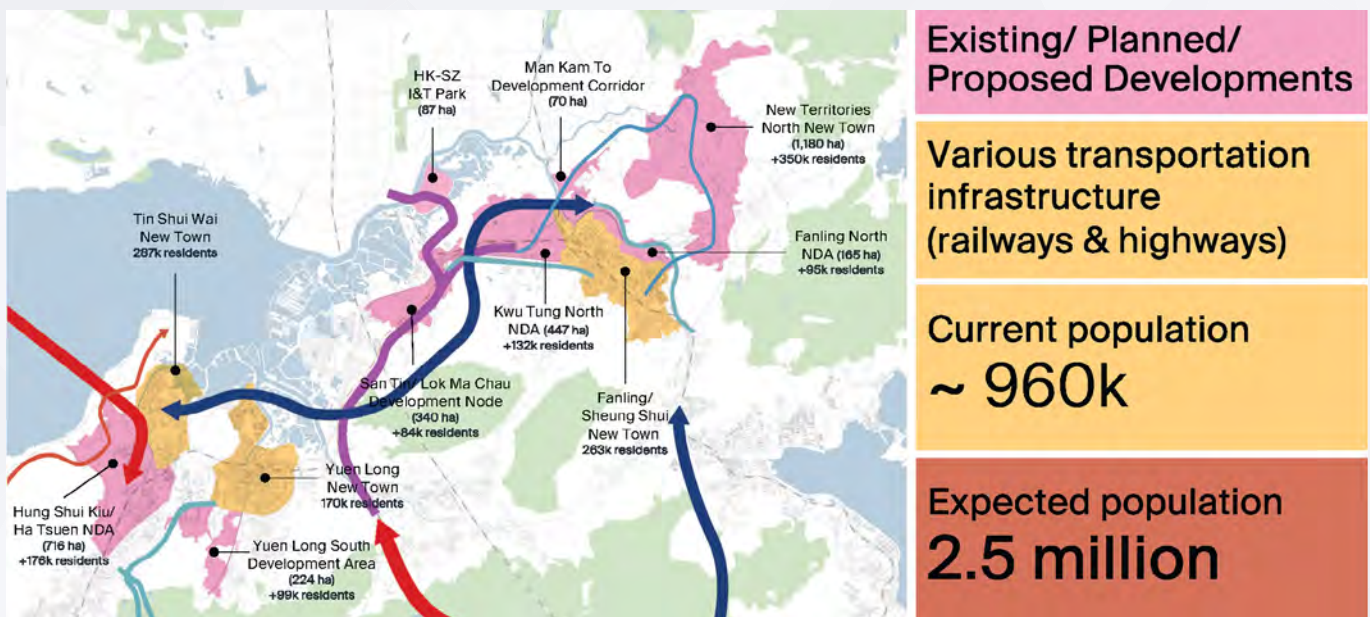 HK-SZ
I&T Park
(87 ha)
Man Kam To
Development Corridor
(70 ha)
New Territories
North New Town
(1,180 ha)
+350k residents
Tin Shui Wai
New Town
287k residents
Fanling North
NDA (165 ha)
+95k residents
Kwu Tung North
NDA (447 ha)
+132k residents
San Tin/ Lok Ma Chau
Development Node
(340 ha)
+84k residents
Fanling/
Sheung Shui
New Town
263k residents
Yuen Long
New Town
170k residents
Hung Shui Kiu/
Ha Tsuen NDA
(716 ha)
+176k residents
Yuen Long South
Development Area
(224 ha)
+99k residents
Existing/ Planned/
Proposed Developments
Various transportation
infrastructure
(railways & highways)
Current population
~ 960k
Expected population
2.5 million